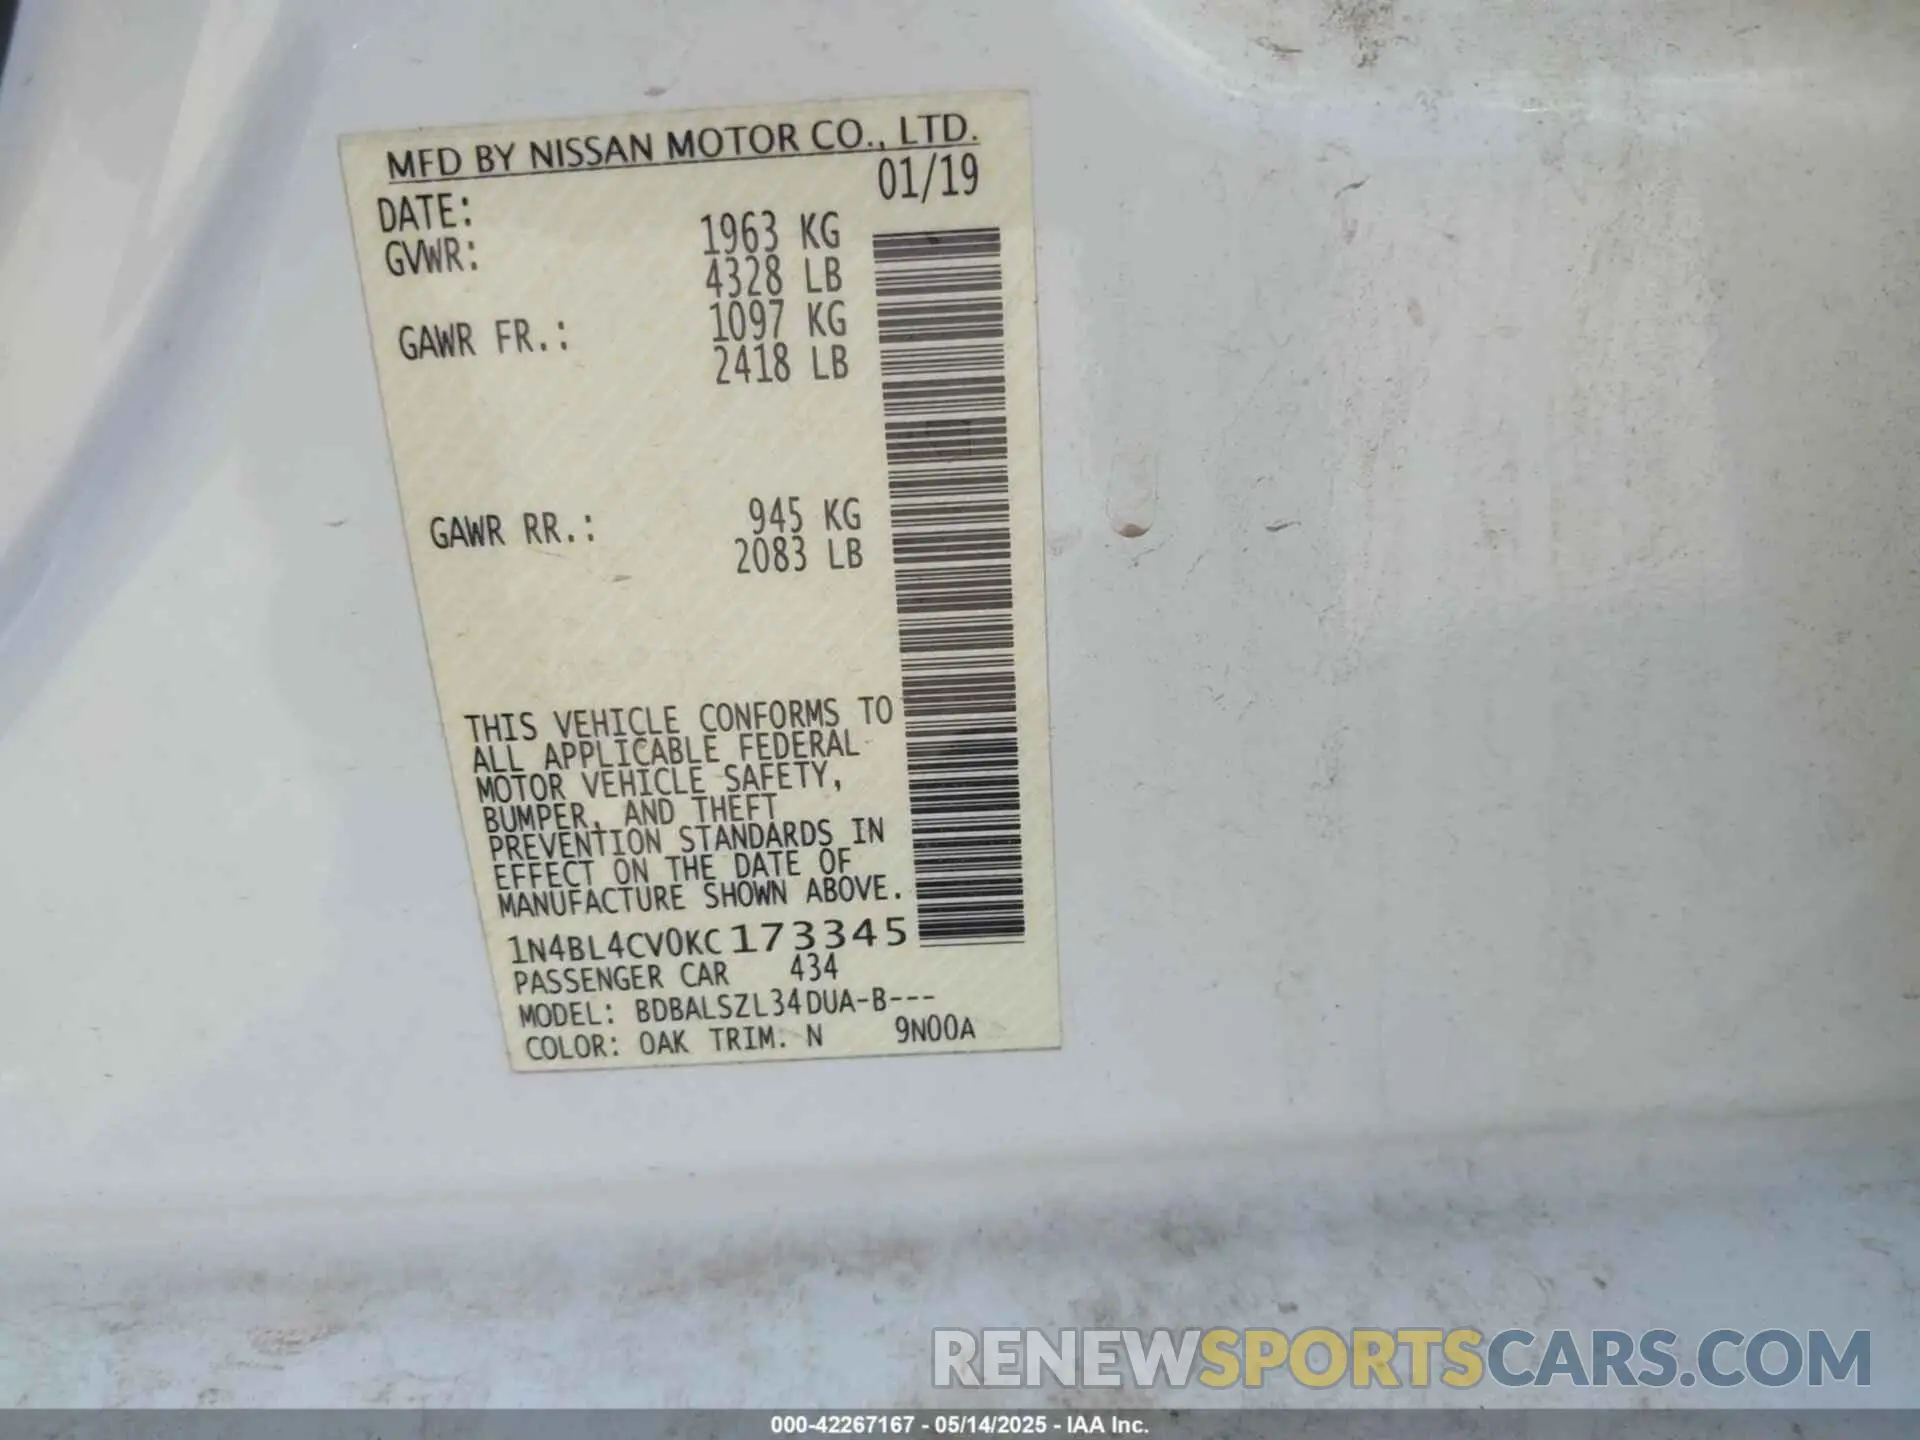 MFD BY NISSAN MOTOR CO., LTD.
DATE: 01/19
GVWR: 1963 KG
4328 LB
GAWR FR.: 1097 KG
2418 LB
GAWR RR.: 945 KG
2083 LB
THIS VEHICLE CONFORMS TO
ALL APPLICABLE FEDERAL
MOTOR VEHICLE SAFETY,
BUMPER, AND THEFT
PREVENTION STANDARDS IN
EFFECT ON THE DATE OF
MANUFACTURE SHOWN ABOVE.
1N4BL4CV0KC173345
PASSENGER CAR 434
MODEL: BDBALSZL34DUA-B---
COLOR: QAK TRIM: N 9N00A
RENEWSPORTSCARS.COM
000-42267167 - 05/14/2025 - IAA Inc.